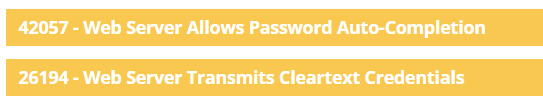 42057 - Web Server Allows Password Auto-Completion
26194 - Web Server Transmits Cleartext Credentials